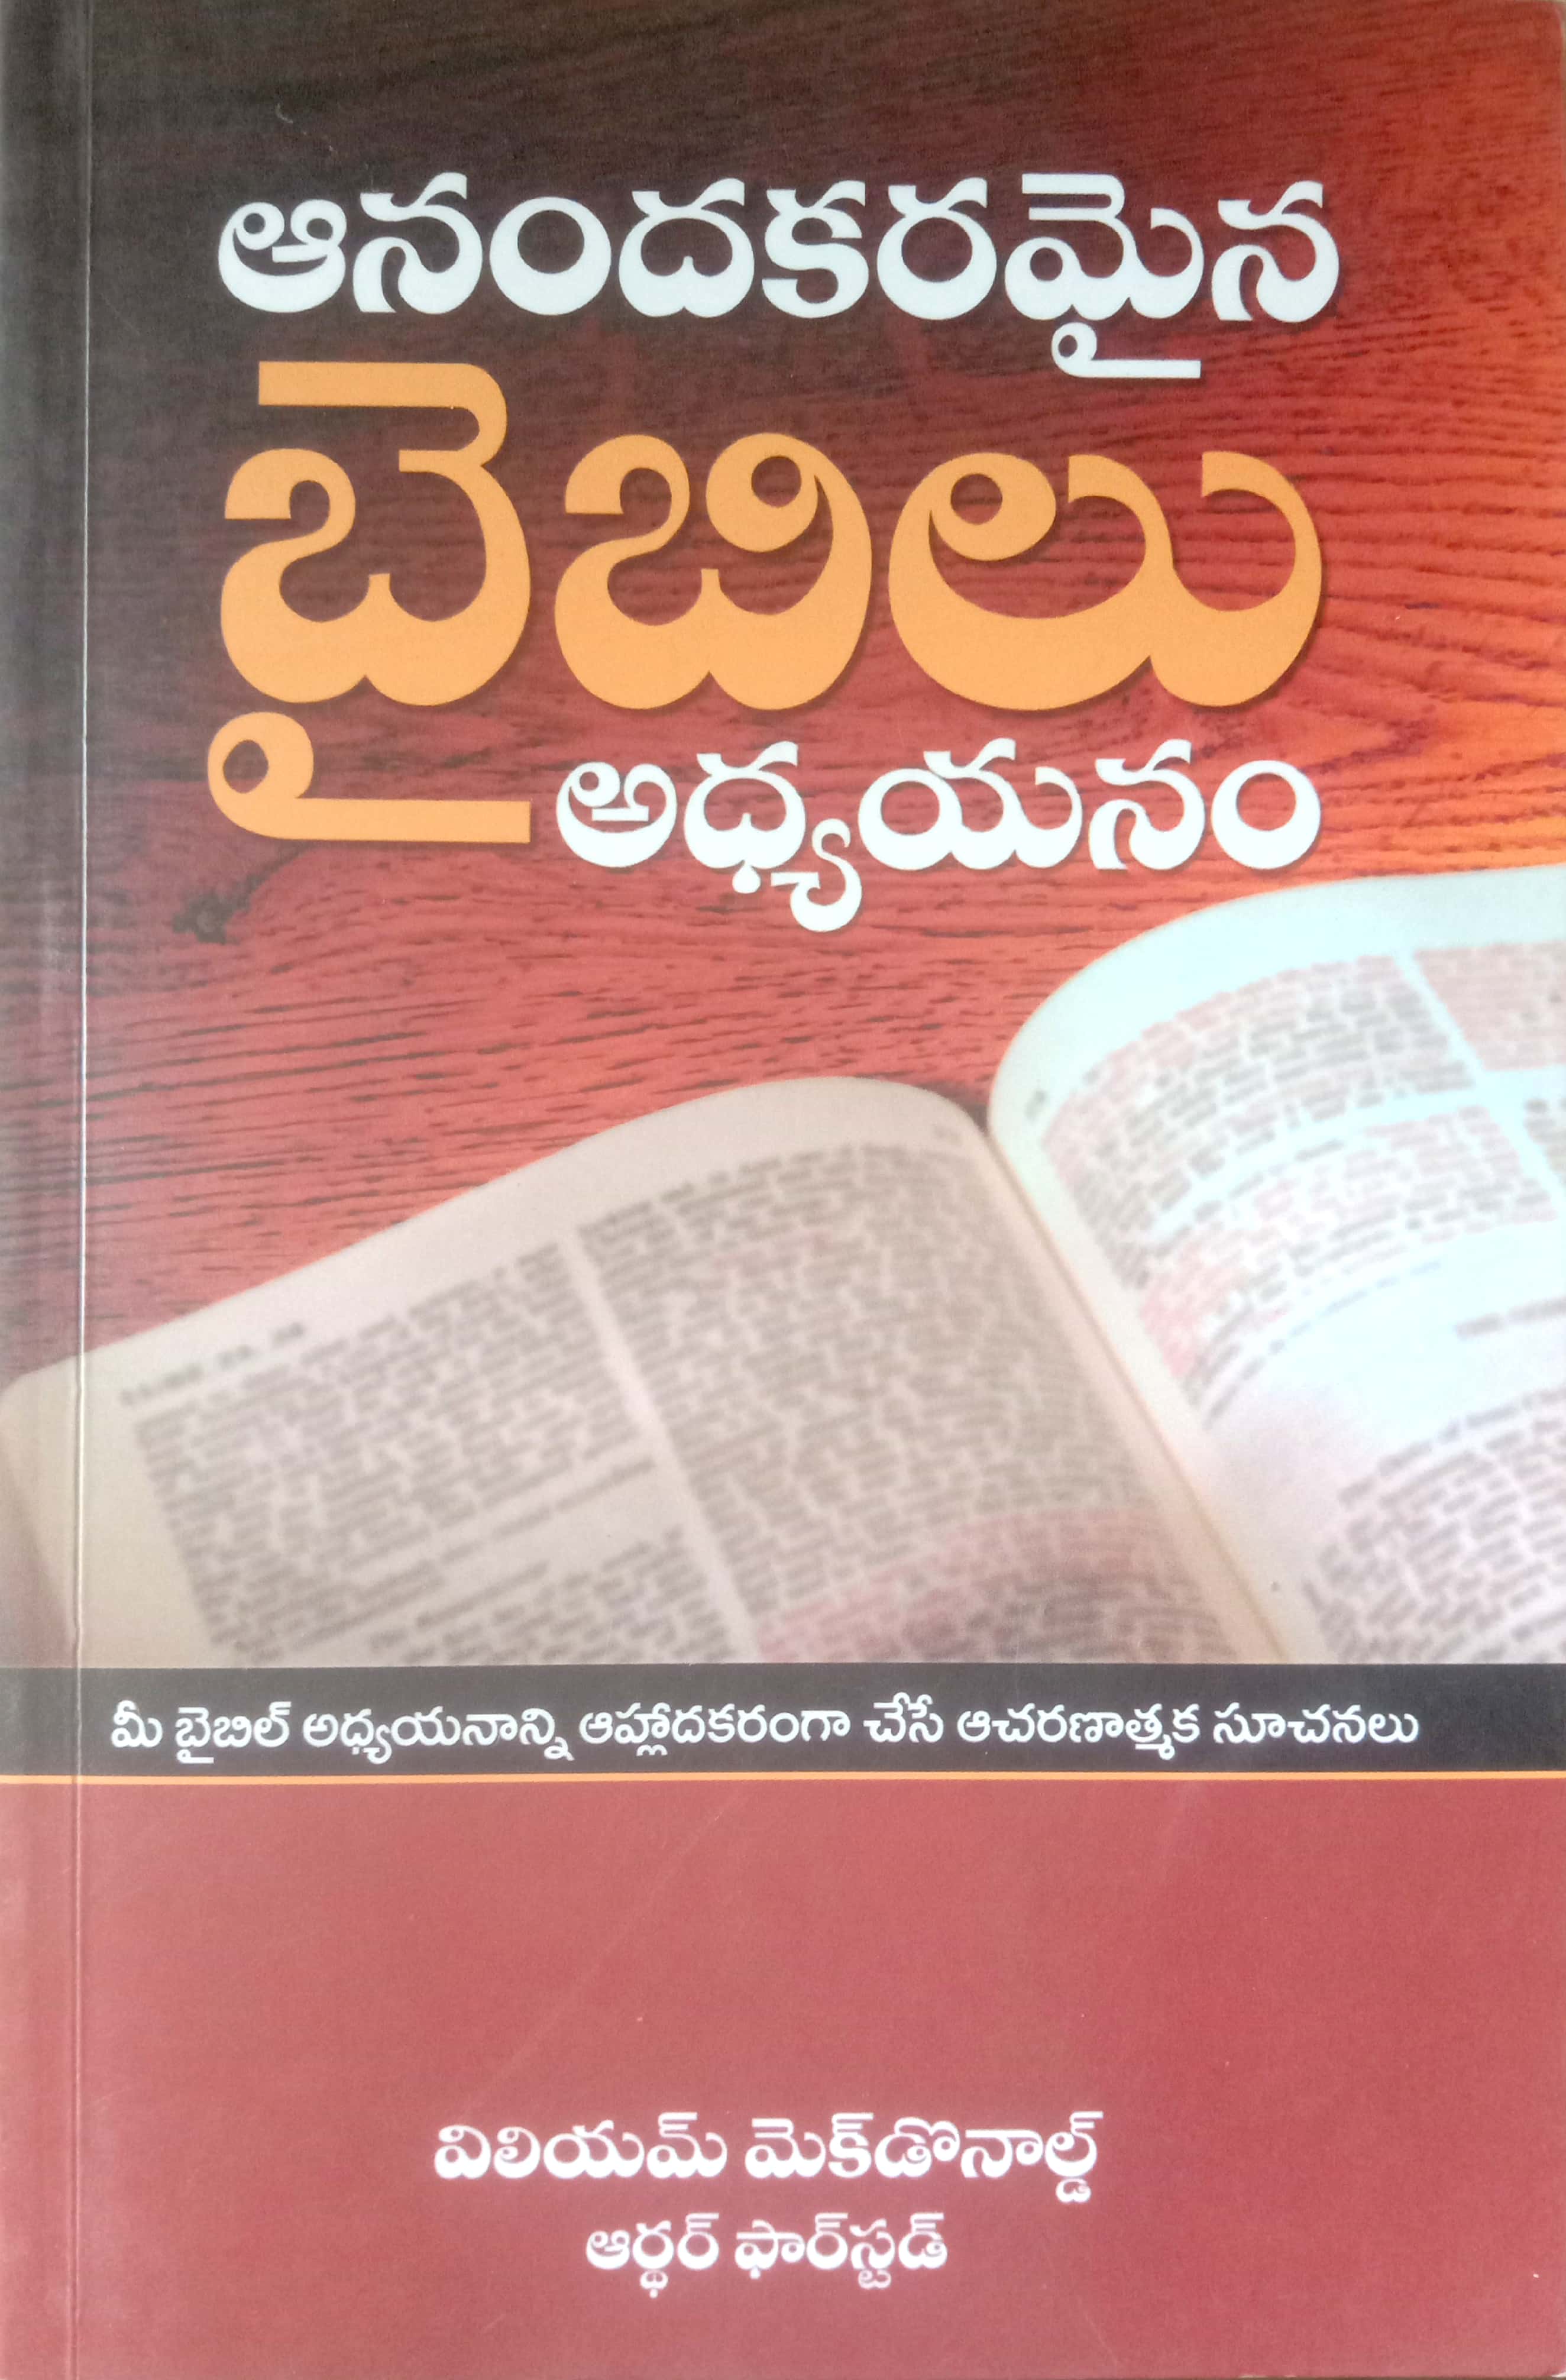 ఆనందకరమైన
బైబిలు
అధ్యయనం
మీ బైబిల్ అధ్యయనాన్ని ఆహ్లాదకరంగా చేసే ఆచరణాత్మక సూచనలు
విలియమ్ మెక్‌డొనాల్డ్
ఆర్థర్ ఫార్‌స్టడ్